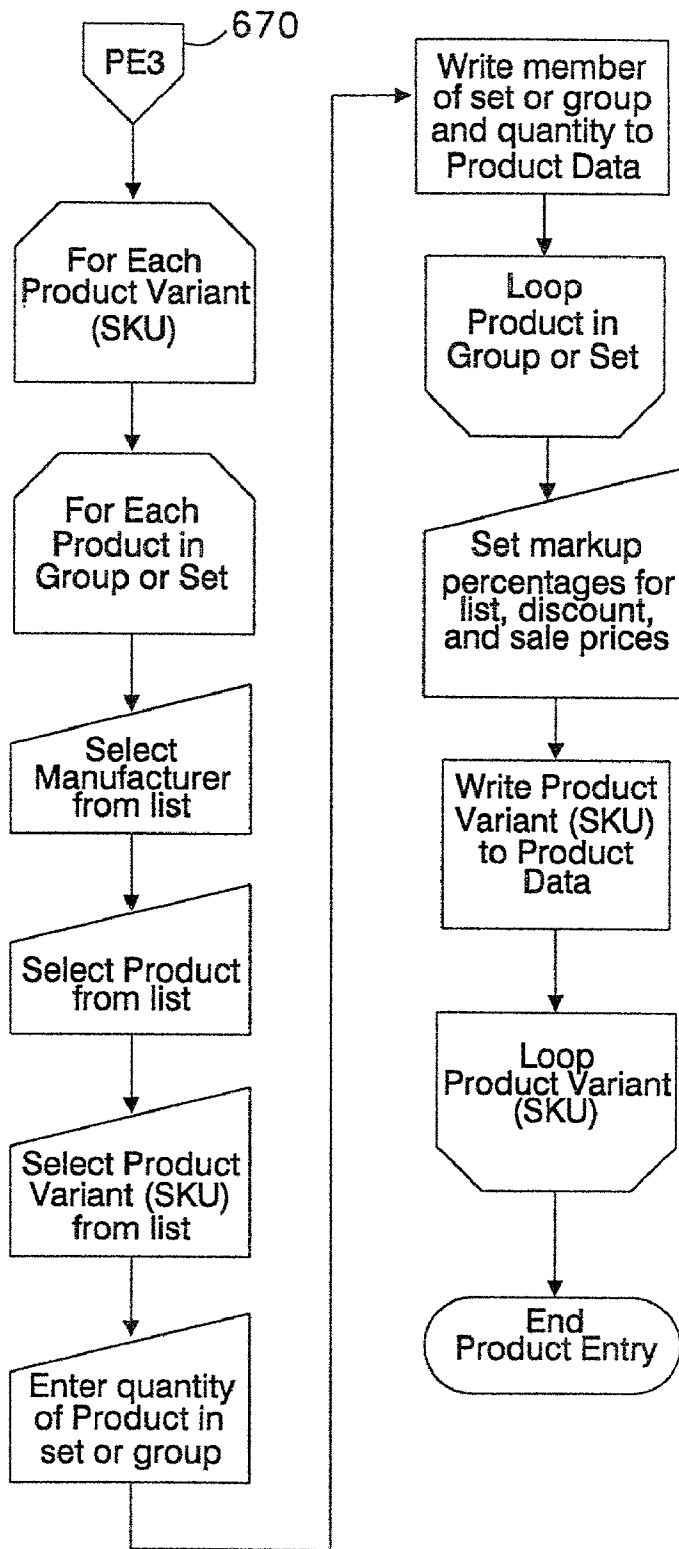 670
PE3
For Each
Product Variant
(SKU)
For Each
Product in
Group or Set
Select
Manufacturer
from list
Select Product
from list
Select Product
Variant (SKU)
from list
Enter quantity
of Product in
set or group
Write member
of set or group
and quantity to
Product Data
Loop
Product in
Group or Set
Set markup
percentages for
list, discount,
and sale prices
Write Product
Variant (SKU)
to Product
Data
Loop
Product Variant
(SKU)
End
Product Entry